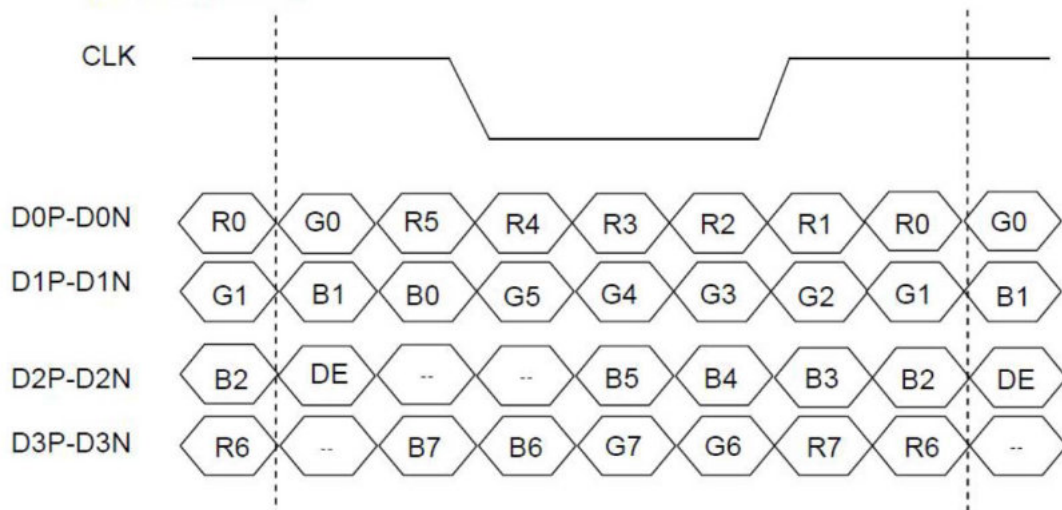 CLK
D0P-D0N R0 G0 R5 R4 R3 R2 R1 R0 G0
D1P-D1N G1 B1 B0 G5 G4 G3 G2 G1 B1
D2P-D2N B2 DE -- -- B5 B4 B3 B2 DE
D3P-D3N R6 -- B7 B6 G7 G6 R7 R6 --